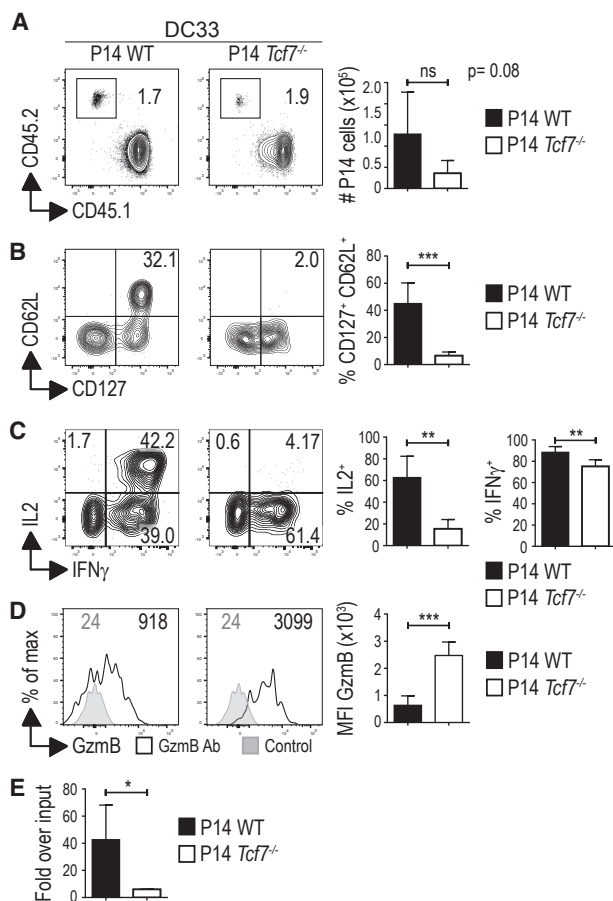 A
DC33
P14 WT
P14 Tcf7-/-
1.7
1.9
CD45.2
CD45.1
# P14 cells (x10⁵)
2.0
1.5
1.0
0.5
0
ns
p= 0.08
P14 WT
P14 Tcf7-/-
B
32.1
2.0
CD62L
CD127
% CD127⁺ CD62L⁺
80
60
40
20
0
***
P14 WT
P14 Tcf7-/-
C
1.7
42.2
39.0
0.6
4.17
61.4
IL2
IFNγ
% IL2⁺
100
80
60
40
20
0
**
% IFNγ⁺
100
80
60
40
20
0
**
P14 WT
P14 Tcf7-/-
D
24
918
24
3099
% of max
GzmB
GzmB Ab
Control
MFI GzmB (x10³)
4
3
2
1
0
***
P14 WT
P14 Tcf7-/-
E
Fold over input
80
60
40
20
0
*
P14 WT
P14 Tcf7-/-